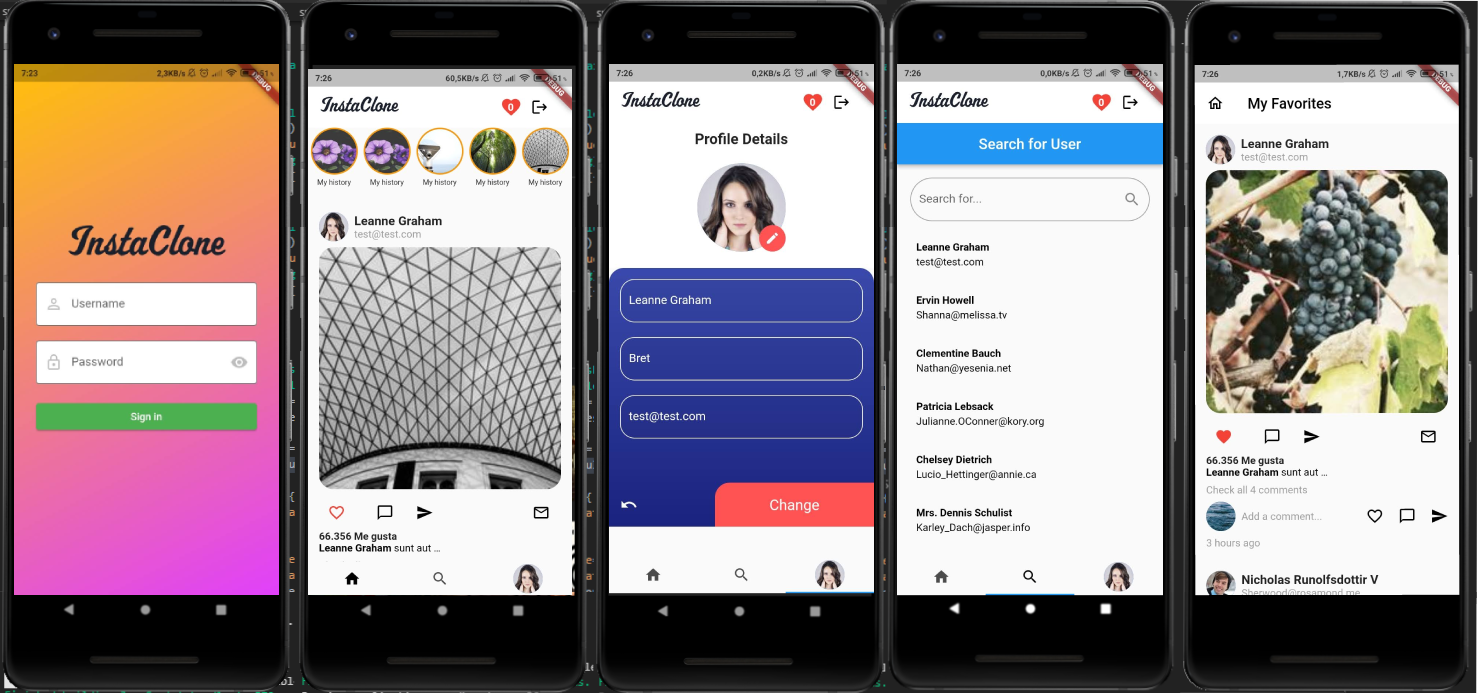 7:23
2,3KB/s
51
DEBUG
InstaClone
Username
Password
Sign in
7:26
60,5KB/s
51
DEBUG
InstaClone
0
My history
My history
My history
My history
My history
Leanne Graham
test@test.com
66.356 Me gusta
Leanne Graham sunt aut ...
7:26
0,2KB/s
51
DEBUG
InstaClone
0
Profile Details
Leanne Graham
Bret
test@test.com
Change
7:26
0,0KB/s
51
DEBUG
InstaClone
0
Search for User
Search for...
Leanne Graham
test@test.com
Ervin Howell
Shanna@melissa.tv
Clementine Bauch
Nathan@yesenia.net
Patricia Lebsack
Julianne.OConner@kory.org
Chelsey Dietrich
Lucio_Hettinger@annie.ca
Mrs. Dennis Schulist
Karley_Dach@jasper.info
7:26
1,7KB/s
51
DEBUG
My Favorites
Leanne Graham
test@test.com
66.356 Me gusta
Leanne Graham sunt aut ...
Check all 4 comments
Add a comment...
3 hours ago
Nicholas Runolfsdottir V
Sherwood@rosamond.me